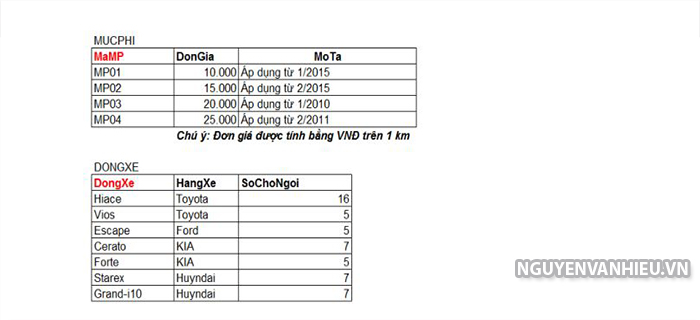 MUCPHI
MaMP DonGia MoTa
MP01 10.000 Áp dụng từ 1/2015
MP02 15.000 Áp dụng từ 2/2015
MP03 20.000 Áp dụng từ 1/2010
MP04 25.000 Áp dụng từ 2/2011
Chú ý: Đơn giá được tính bằng VNĐ trên 1 km
DONGXE
DongXe HangXe SoChoNgoi
Hiace Toyota 16
Vios Toyota 5
Escape Ford 5
Cerato KIA 7
Forte KIA 5
Starex Huyndai 7
Grand-i10 Huyndai 7
NGUYENVANHIEU.VN